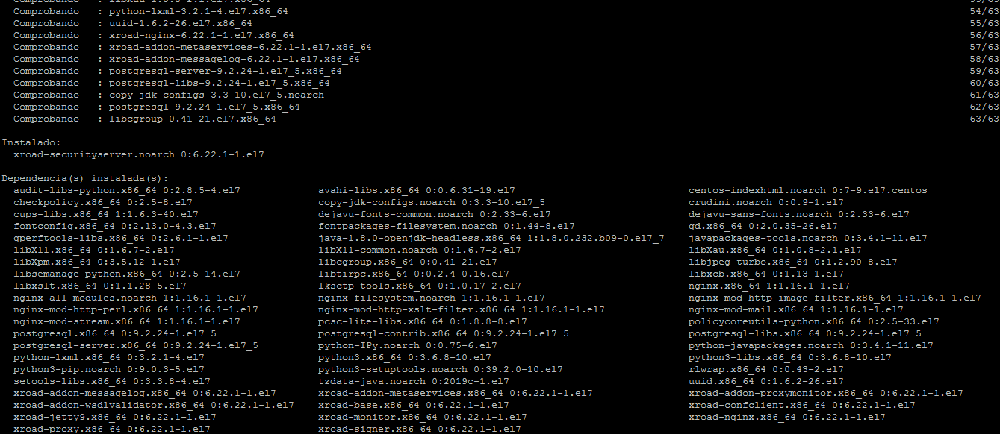 Comprobando : libXau-1.0.8-2.1.el7.x86_64 53/63
Comprobando : python-lxml-3.2.1-4.el7.x86_64 54/63
Comprobando : uuid-1.6.2-26.el7.x86_64 55/63
Comprobando : xroad-nginx-6.22.1-1.el7.x86_64 56/63
Comprobando : xroad-addon-metaservices-6.22.1-1.el7.x86_64 57/63
Comprobando : xroad-addon-messagelog-6.22.1-1.el7.x86_64 58/63
Comprobando : postgresql-server-9.2.24-1.el7_5.x86_64 59/63
Comprobando : postgresql-libs-9.2.24-1.el7_5.x86_64 60/63
Comprobando : copy-jdk-configs-3.3-10.el7_5.noarch 61/63
Comprobando : postgresql-9.2.24-1.el7_5.x86_64 62/63
Comprobando : libcgroup-0.41-21.el7.x86_64 63/63
Instalado:
xroad-securityserver.noarch 0:6.22.1-1.el7
Dependencia(s) instalada(s):
audit-libs-python.x86_64 0:2.8.5-4.el7 avahi-libs.x86_64 0:0.6.31-19.el7 centos-indexhtml.noarch 0:7-9.el7.centos
checkpolicy.x86_64 0:2.5-8.el7 copy-jdk-configs.noarch 0:3.3-10.el7_5 crudini.noarch 0:0.9-1.el7
cups-libs.x86_64 1:1.6.3-40.el7 dejavu-fonts-common.noarch 0:2.33-6.el7 dejavu-sans-fonts.noarch 0:2.33-6.el7
fontconfig.x86_64 0:2.13.0-4.3.el7 fontpackages-filesystem.noarch 0:1.44-8.el7 gd.x86_64 0:2.0.35-26.el7
gperftools-libs.x86_64 0:2.6.1-1.el7 java-1.8.0-openjdk-headless.x86_64 1:1.8.0.232.b09-0.el7_7 javapackages-tools.noarch 0:3.4.1-11.el7
libX11.x86_64 0:1.6.7-2.el7 libX11-common.noarch 0:1.6.7-2.el7 libXau.x86_64 0:1.0.8-2.1.el7
libXpm.x86_64 0:3.5.12-1.el7 libcgroup.x86_64 0:0.41-21.el7 libjpeg-turbo.x86_64 0:1.2.90-8.el7
libsemanage-python.x86_64 0:2.5-14.el7 libtirpc.x86_64 0:0.2.4-0.16.el7 libxcb.x86_64 0:1.13-1.el7
libxslt.x86_64 0:1.1.28-5.el7 lksctp-tools.x86_64 0:1.0.17-2.el7 nginx.x86_64 1:1.16.1-1.el7
nginx-all-modules.noarch 1:1.16.1-1.el7 nginx-filesystem.noarch 1:1.16.1-1.el7 nginx-mod-http-image-filter.x86_64 1:1.16.1-1.el7
nginx-mod-http-perl.x86_64 1:1.16.1-1.el7 nginx-mod-http-xslt-filter.x86_64 1:1.16.1-1.el7 nginx-mod-mail.x86_64 1:1.16.1-1.el7
nginx-mod-stream.x86_64 1:1.16.1-1.el7 pcsc-lite-libs.x86_64 0:1.8.8-8.el7 policycoreutils-python.x86_64 0:2.5-33.el7
postgresql.x86_64 0:9.2.24-1.el7_5 postgresql-contrib.x86_64 0:9.2.24-1.el7_5 postgresql-libs.x86_64 0:9.2.24-1.el7_5
postgresql-server.x86_64 0:9.2.24-1.el7_5 python-IPy.noarch 0:0.75-6.el7 python-javapackages.noarch 0:3.4.1-11.el7
python-lxml.x86_64 0:3.2.1-4.el7 python3.x86_64 0:3.6.8-10.el7 python3-libs.x86_64 0:3.6.8-10.el7
python3-pip.noarch 0:9.0.3-5.el7 python3-setuptools.noarch 0:39.2.0-10.el7 rlwrap.x86_64 0:0.43-2.el7
setools-libs.x86_64 0:3.3.8-4.el7 tzdata-java.noarch 0:2019c-1.el7 uuid.x86_64 0:1.6.2-26.el7
xroad-addon-messagelog.x86_64 0:6.22.1-1.el7 xroad-addon-metaservices.x86_64 0:6.22.1-1.el7 xroad-addon-proxymonitor.x86_64 0:6.22.1-1.el7
xroad-addon-wsdlvalidator.x86_64 0:6.22.1-1.el7 xroad-base.x86_64 0:6.22.1-1.el7 xroad-confclient.x86_64 0:6.22.1-1.el7
xroad-jetty9.x86_64 0:6.22.1-1.el7 xroad-monitor.x86_64 0:6.22.1-1.el7 xroad-nginx.x86_64 0:6.22.1-1.el7
xroad-proxy.x86_64 0:6.22.1-1.el7 xroad-signer.x86_64 0:6.22.1-1.el7